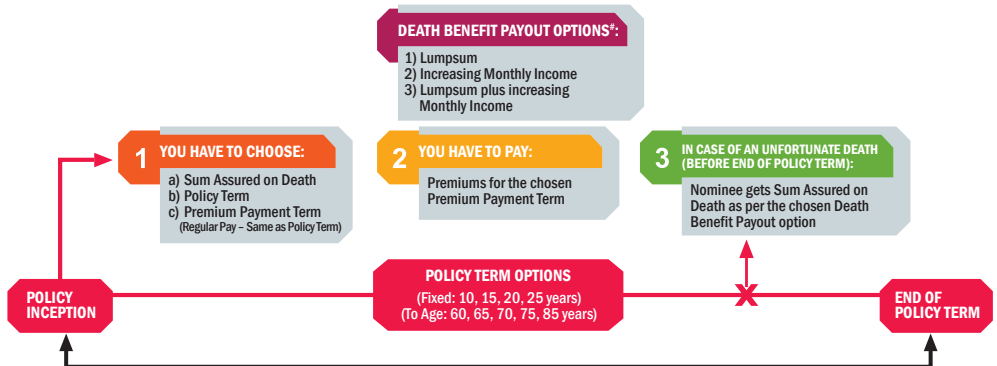 DEATH BENEFIT PAYOUT OPTIONS#:
1) Lumpsum
2) Increasing Monthly Income
3) Lumpsum plus increasing
Monthly Income
1 YOU HAVE TO CHOOSE:
a) Sum Assured on Death
b) Policy Term
c) Premium Payment Term
(Regular Pay – Same as Policy Term)
2 YOU HAVE TO PAY:
Premiums for the chosen
Premium Payment Term
3 IN CASE OF AN UNFORTUNATE DEATH
(BEFORE END OF POLICY TERM):
Nominee gets Sum Assured on
Death as per the chosen Death
Benefit Payout option
POLICY
INCEPTION
POLICY TERM OPTIONS
(Fixed: 10, 15, 20, 25 years)
(To Age: 60, 65, 70, 75, 85 years)
X
END OF
POLICY TERM